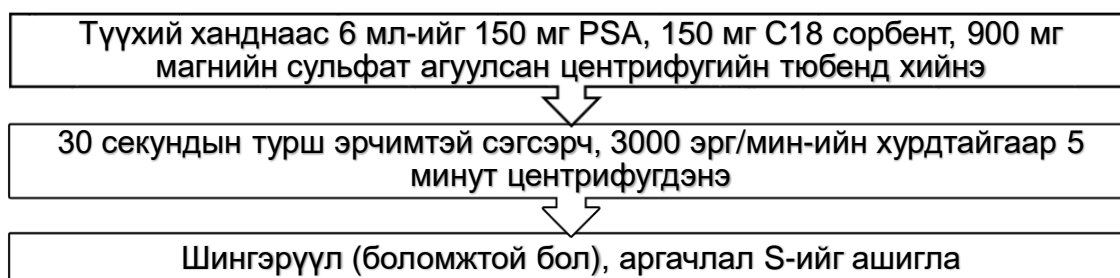 Түүхий ханднаас 6 мл-ийг 150 мг PSA, 150 мг C18 сорбент, 900 мг
магнийн сульфат агуулсан центрифугийн тюбенд хийнэ
30 секундын турш эрчимтэй сэгсэрч, 3000 эрг/мин-ийн хурдтайгаар 5
минут центрифугдэнэ
Шингэрүүл (боломжтой бол), аргачлал S-ийг ашигла